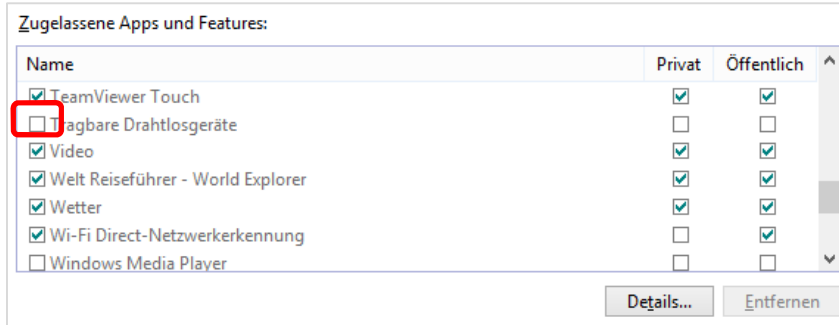 Zugelassene Apps und Features:
Name Privat Öffentlich
TeamViewer Touch
Tragbare Drahtlosgeräte
Video
Welt Reiseführer - World Explorer
Wetter
Wi-Fi Direct-Netzwerkerkennung
Windows Media Player
Details... Entfernen